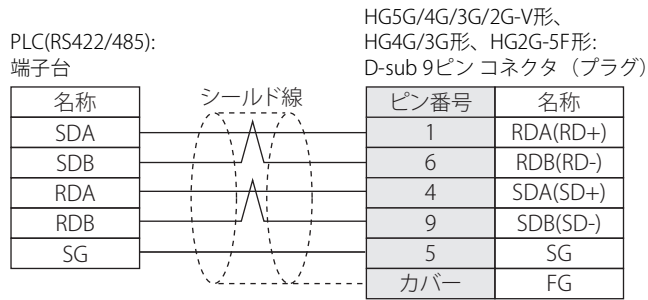 HG5G/4G/3G/2G-V形、
PLC(RS422/485):
HG4G/3G形、HG2G-5F形:
端子台
D-sub 9ピン コネクタ（プラグ）
名称
シールド線
ピン番号 名称
SDA 1 RDA(RD+)
SDB 6 RDB(RD-)
RDA 4 SDA(SD+)
RDB 9 SDB(SD-)
SG 5 SG
カバー FG